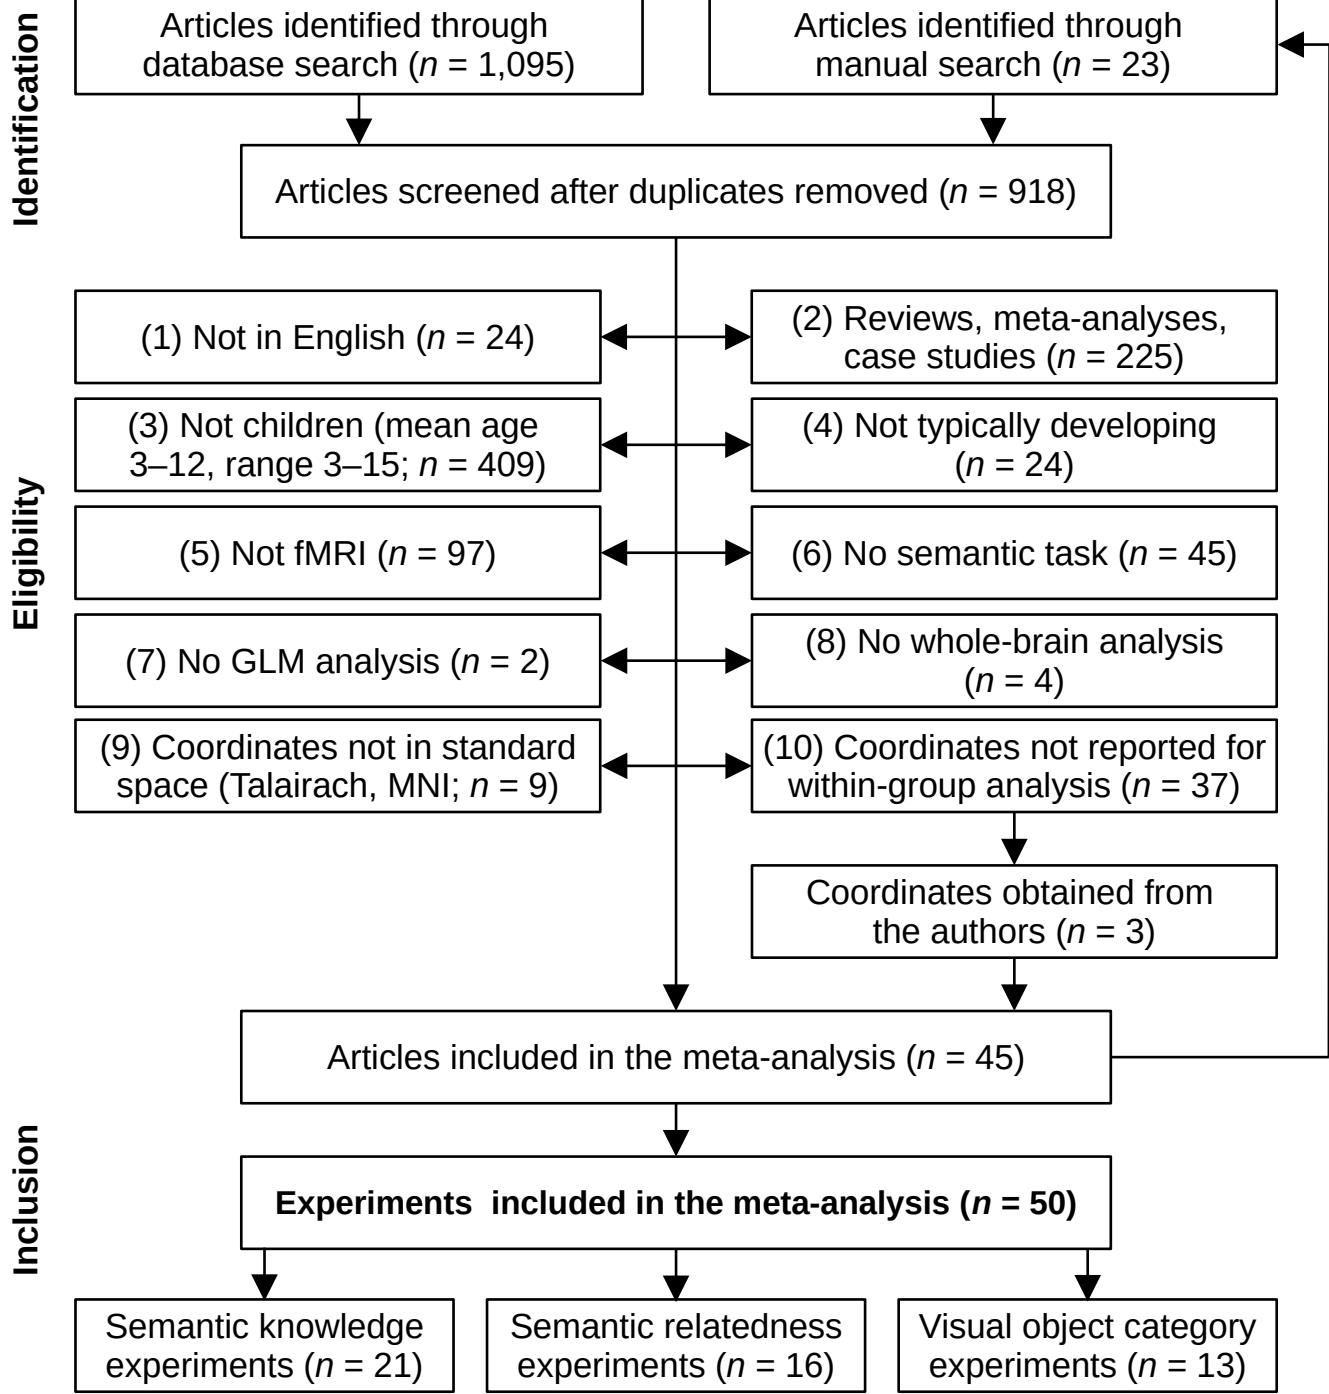 Identification
Articles identified through
database search (n = 1,095)
Articles identified through
manual search (n = 23)
Articles screened after duplicates removed (n = 918)
Eligibility
(1) Not in English (n = 24)
(2) Reviews, meta-analyses,
case studies (n = 225)
(3) Not children (mean age
3–12, range 3–15; n = 409)
(4) Not typically developing
(n = 24)
(5) Not fMRI (n = 97)
(6) No semantic task (n = 45)
(7) No GLM analysis (n = 2)
(8) No whole-brain analysis
(n = 4)
(9) Coordinates not in standard
space (Talairach, MNI; n = 9)
(10) Coordinates not reported for
within-group analysis (n = 37)
Coordinates obtained from
the authors (n = 3)
Articles included in the meta-analysis (n = 45)
Inclusion
Experiments  included in the meta-analysis (n = 50)
Semantic knowledge
experiments (n = 21)
Semantic relatedness
experiments (n = 16)
Visual object category
experiments (n = 13)